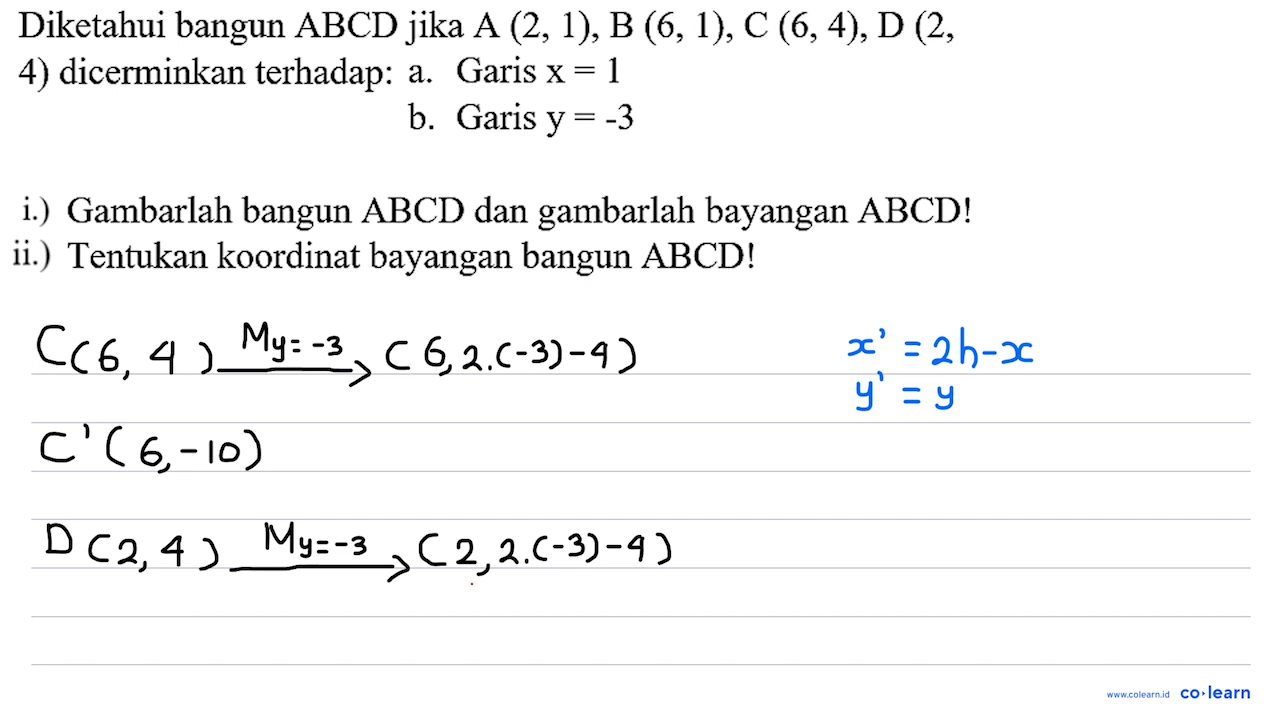 Diketahui bangun ABCD jika A (2, 1), B (6, 1), C (6, 4), D (2,
4) dicerminkan terhadap: a. Garis x = 1
b. Garis y = -3
i.) Gambarlah bangun ABCD dan gambarlah bayangan ABCD!
ii.) Tentukan koordinat bayangan bangun ABCD!
C(6, 4) My=-3 → (6, 2.(-3)-4)
x' = 2h-x
y' = y
C'(6,-10)
D(2, 4) My=-3 → (2, 2.(-3)-4)
www.colearn.id co·learn